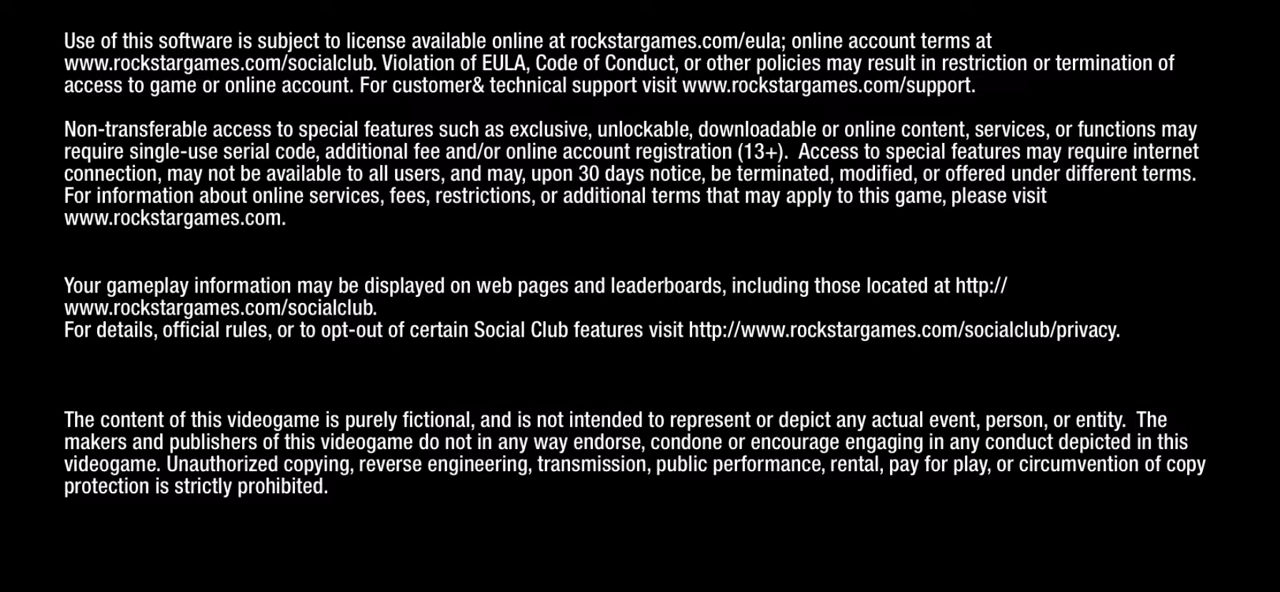 Use of this software is subject to license available online at rockstargames.com/eula; online account terms at
www.rockstargames.com/socialclub. Violation of EULA, Code of Conduct, or other policies may result in restriction or termination of
access to game or online account. For customer& technical support visit www.rockstargames.com/support.
Non-transferable access to special features such as exclusive, unlockable, downloadable or online content, services, or functions may
require single-use serial code, additional fee and/or online account registration (13+).  Access to special features may require internet
connection, may not be available to all users, and may, upon 30 days notice, be terminated, modified, or offered under different terms.
For information about online services, fees, restrictions, or additional terms that may apply to this game, please visit
www.rockstargames.com.
Your gameplay information may be displayed on web pages and leaderboards, including those located at http://
www.rockstargames.com/socialclub.
For details, official rules, or to opt-out of certain Social Club features visit http://www.rockstargames.com/socialclub/privacy.
The content of this videogame is purely fictional, and is not intended to represent or depict any actual event, person, or entity.  The
makers and publishers of this videogame do not in any way endorse, condone or encourage engaging in any conduct depicted in this
videogame. Unauthorized copying, reverse engineering, transmission, public performance, rental, pay for play, or circumvention of copy
protection is strictly prohibited.